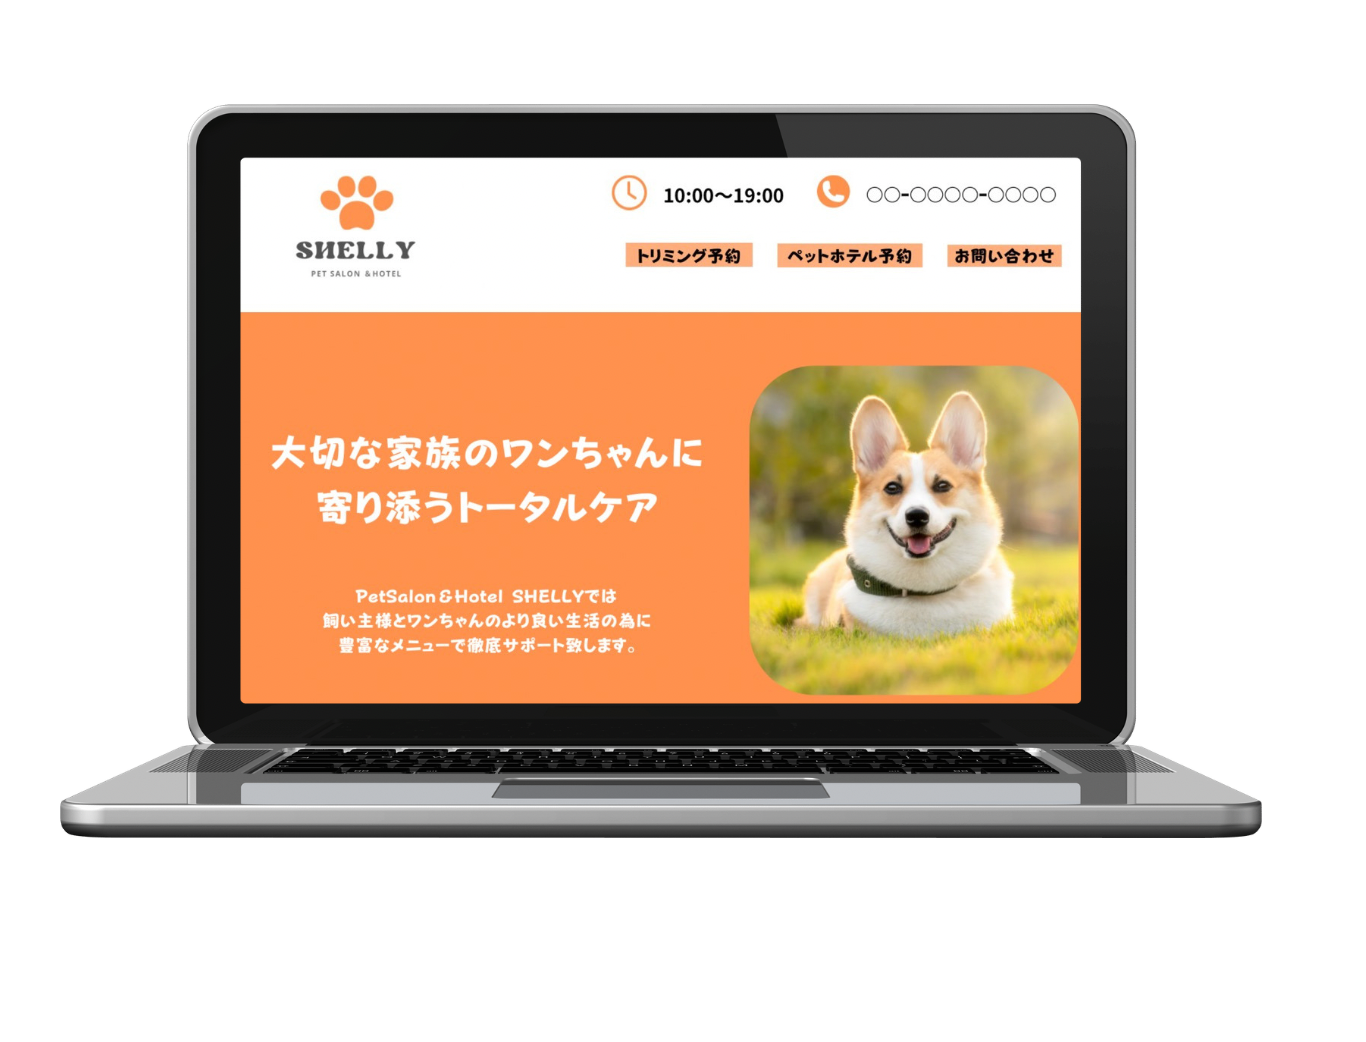 SHELLY
PET SALON &HOTEL
10:00〜19:00
○○-○○○○-○○○○
トリミング予約
ペットホテル予約
お問い合わせ
大切な家族のワンちゃんに
寄り添うトータルケア
PetSalon&Hotel SHELLYでは
飼い主様とワンちゃんのより良い生活の為に
豊富なメニューで徹底サポート致します。